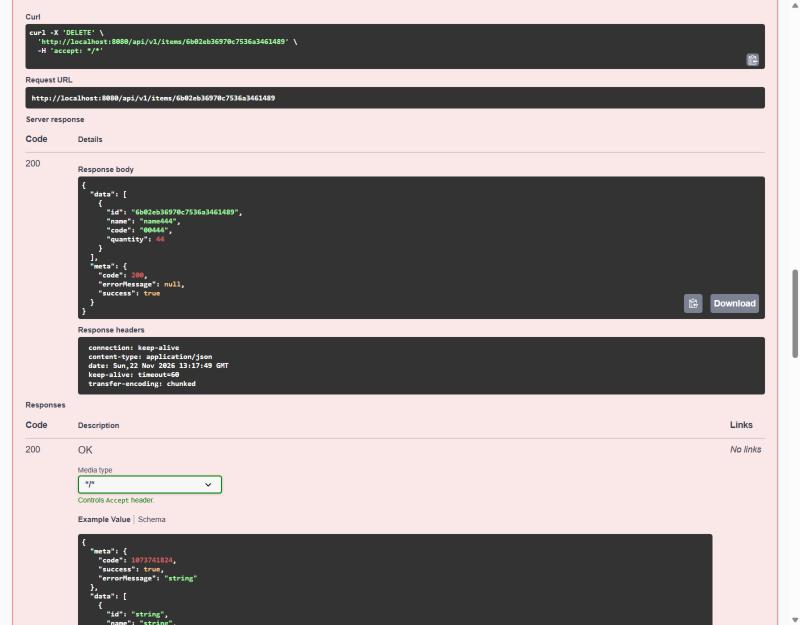 Curl
curl -X 'DELETE' \
  'http://localhost:8080/api/v1/items/6b02eb36970c7536a3461489' \
  -H 'accept: */*'
Request URL
http://localhost:8080/api/v1/items/6b02eb36970c7536a3461489
Server response
Code Details
200
Response body
{
  "data": [
    {
      "id": "6b02eb36970c7536a3461489",
      "name": "name444",
      "code": "00444",
      "quantity": 44
    }
  ],
  "meta": {
    "code": 200,
    "errorMessage": null,
    "success": true
  }
}
Download
Response headers
connection: keep-alive
content-type: application/json
date: Sun,22 Nov 2026 13:17:49 GMT
keep-alive: timeout=60
transfer-encoding: chunked
Responses
Code Description Links
200 OK No links
Media type
*/*
Controls Accept header.
Example Value | Schema
{
  "meta": {
    "code": 1073741824,
    "success": true,
    "errorMessage": "string"
  },
  "data": [
    {
      "id": "string",
      "name": "string",